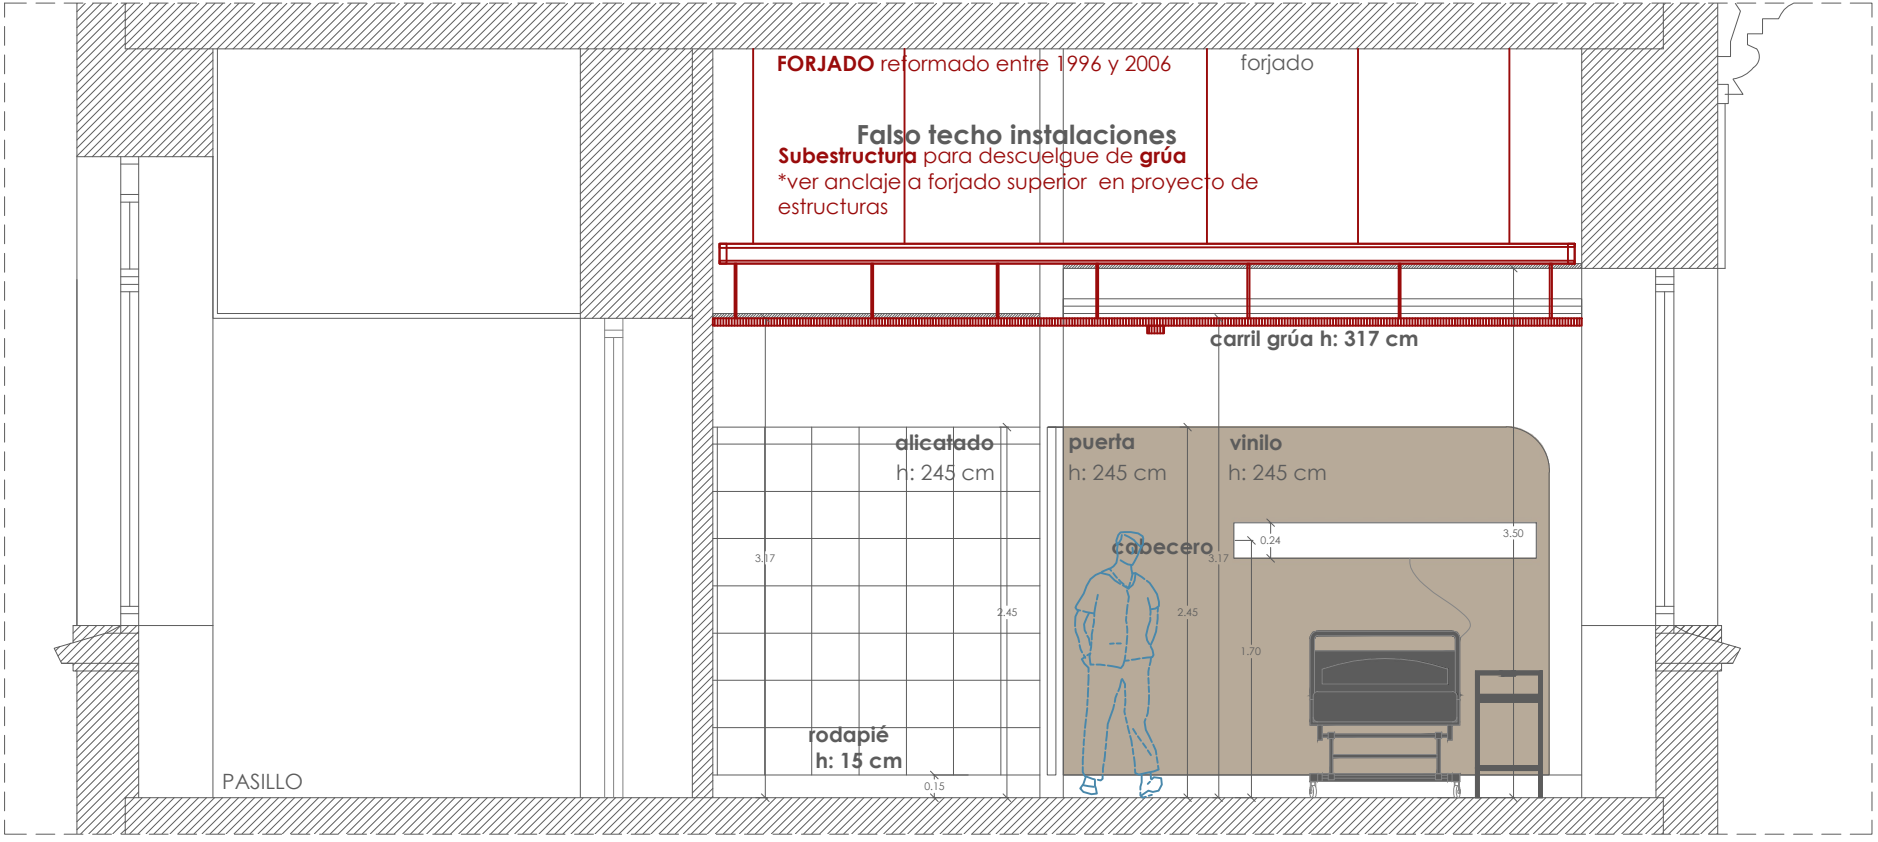 FORJADO reformado entre 1996 y 2006
forjado
Falso techo instalaciones
Subestructura para descuelgue de grúa
*ver anclaje a forjado superior en proyecto de
estructuras
carril grúa h: 317 cm
alicatado
h: 245 cm
puerta
h: 245 cm
vinilo
h: 245 cm
cabecero
0.24
3.50
3.17
3.17
2.45
2.45
1.70
rodapié
h: 15 cm
0.15
PASILLO